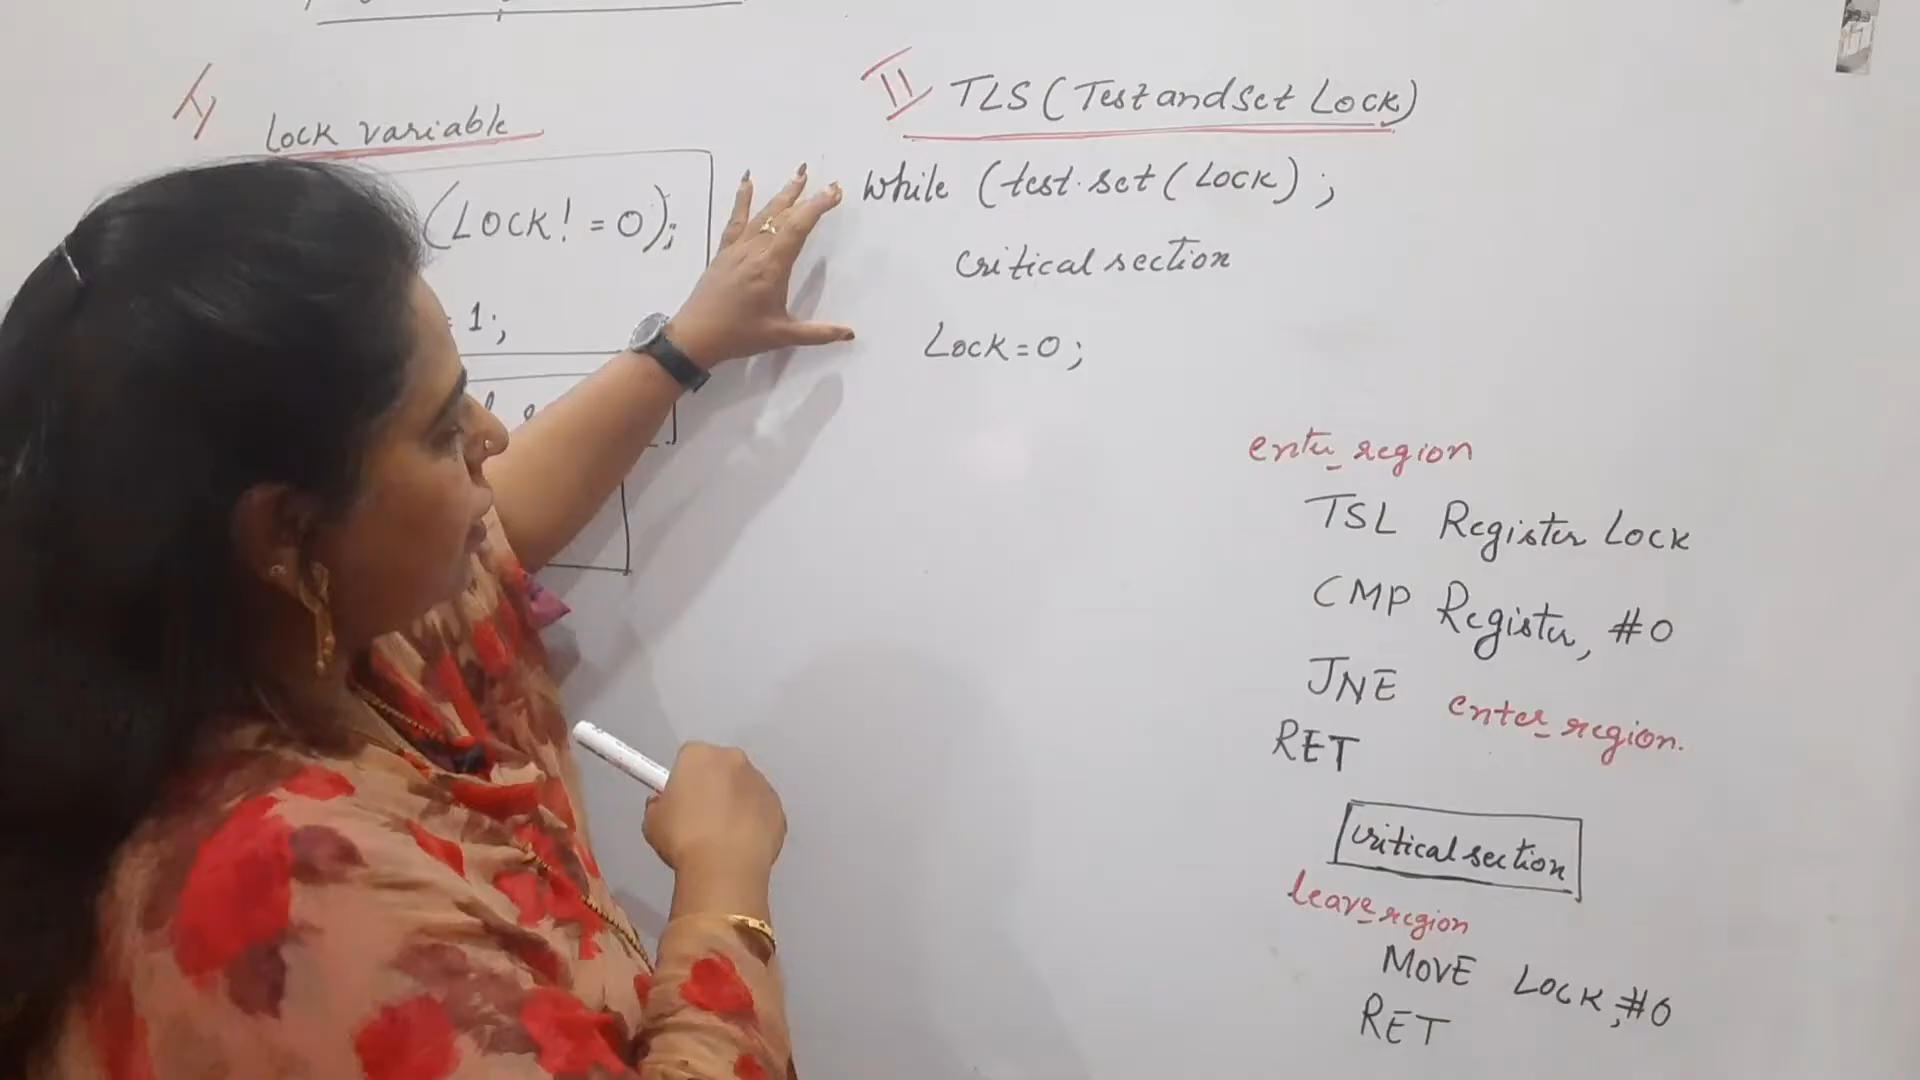 I)
Lock variable
(LOCK! = 0);
= 1;
II) TLS (Test and Set Lock)
while (test.set (Lock) ;
critical section
Lock = 0 ;
enter_region
TSL Register Lock
CMP Register, #0
JNE enter_region.
RET
critical section
leave_region
MOVE LOCK, #0
RET